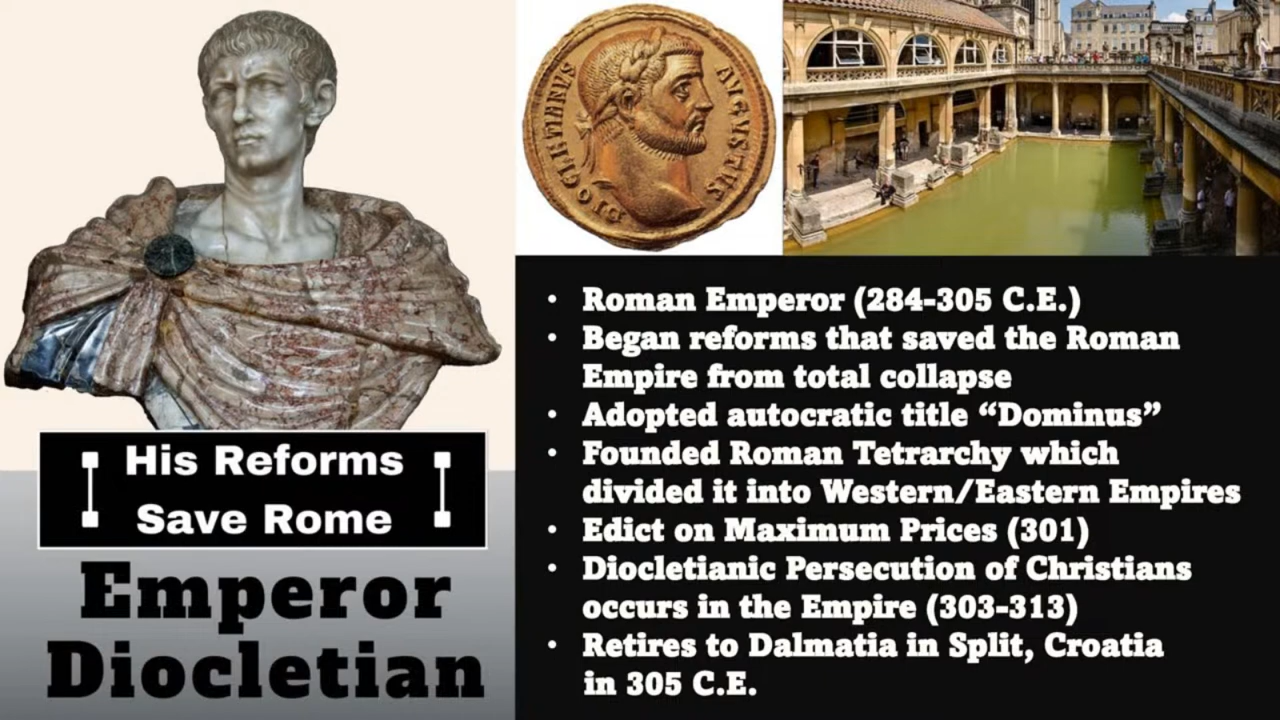 His Reforms
Save Rome
Emperor
Diocletian
DIOCLETIANUS AVGVSTVS
• Roman Emperor (284-305 C.E.)
• Began reforms that saved the Roman
Empire from total collapse
• Adopted autocratic title “Dominus”
• Founded Roman Tetrarchy which
divided it into Western/Eastern Empires
• Edict on Maximum Prices (301)
• Diocletianic Persecution of Christians
occurs in the Empire (303-313)
• Retires to Dalmatia in Split, Croatia
in 305 C.E.